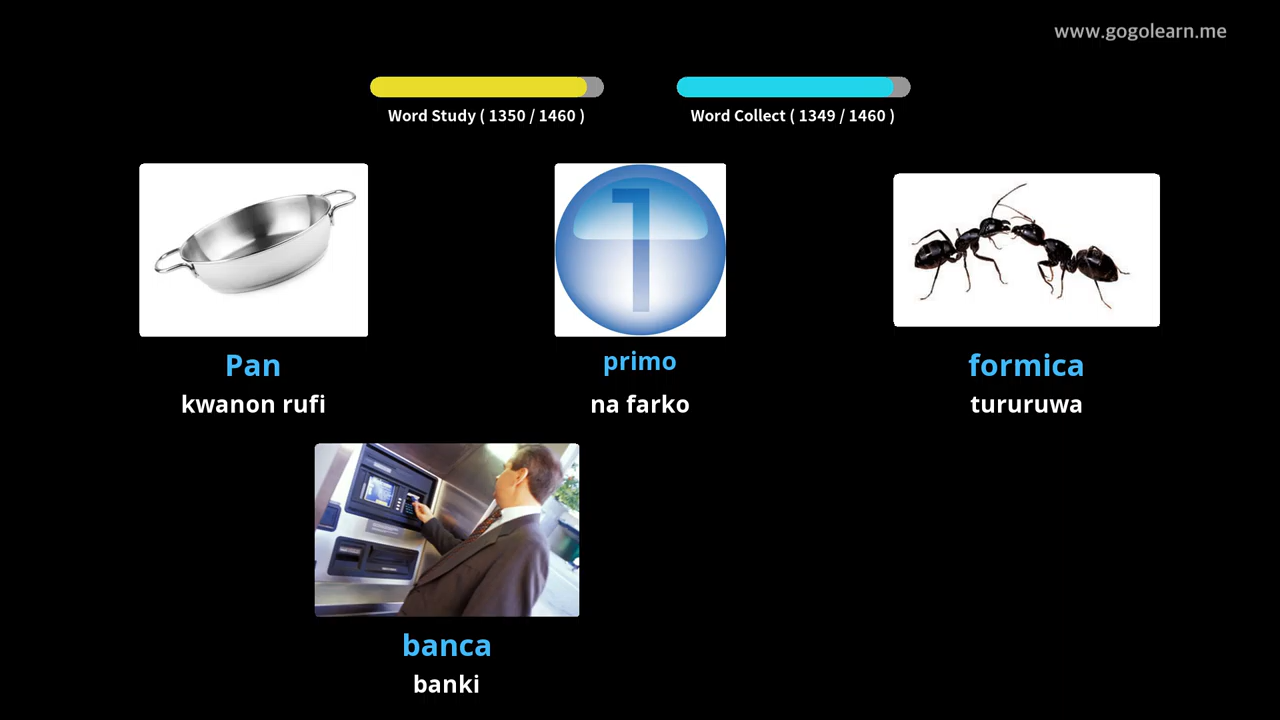 www.gogolearn.me
Word Study ( 1350 / 1460 )
Word Collect ( 1349 / 1460 )
1
Pan
primo
formica
kwanon rufi
na farko
tururuwa
banca
banki